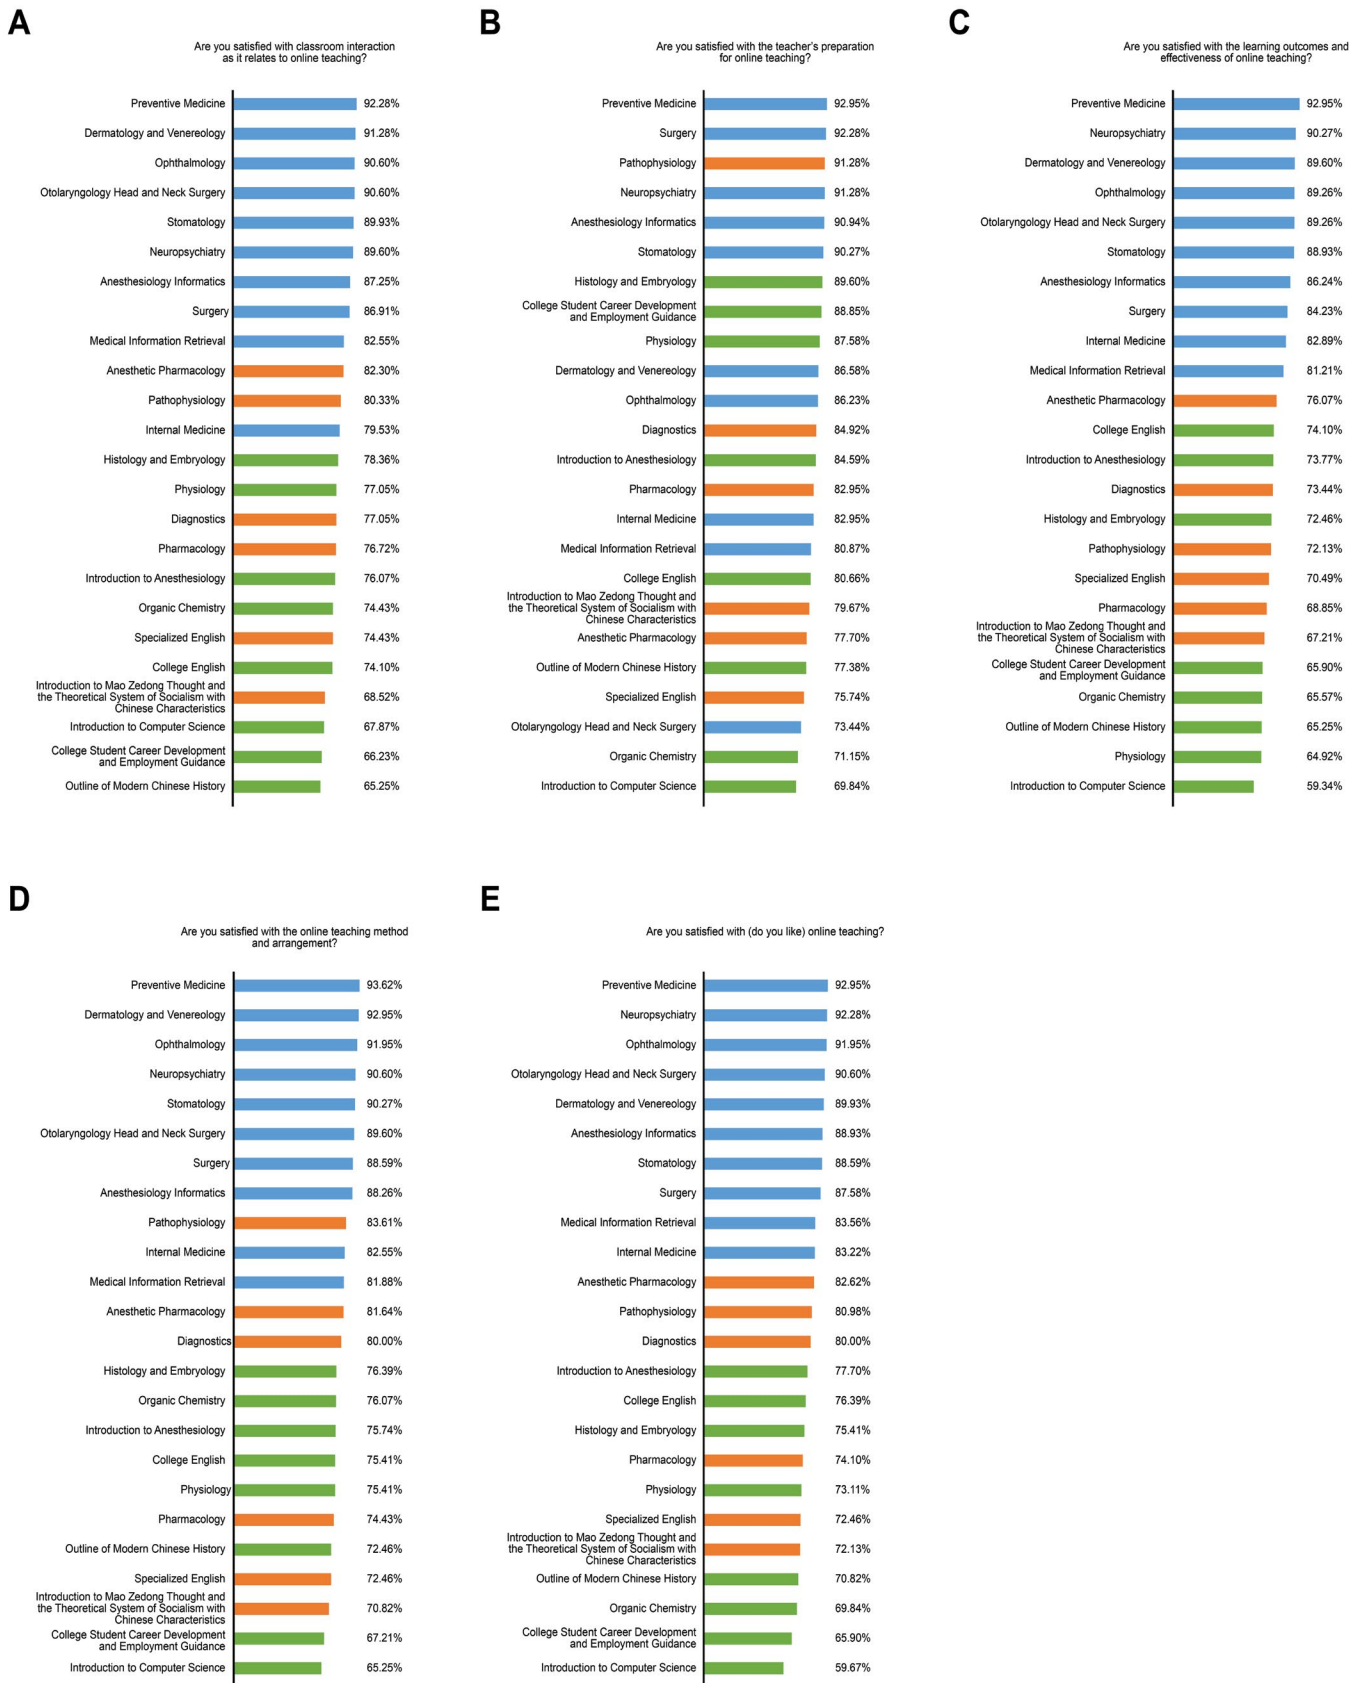 A
Are you satisfied with classroom interaction
as it relates to online teaching?
Preventive Medicine 92.28%
Dermatology and Venereology 91.28%
Ophthalmology 90.60%
Otolaryngology Head and Neck Surgery 90.60%
Stomatology 89.93%
Neuropsychiatry 89.60%
Anesthesiology Informatics 87.25%
Surgery 86.91%
Medical Information Retrieval 82.55%
Anesthetic Pharmacology 82.30%
Pathophysiology 80.33%
Internal Medicine 79.53%
Histology and Embryology 78.36%
Physiology 77.05%
Diagnostics 77.05%
Pharmacology 76.72%
Introduction to Anesthesiology 76.07%
Organic Chemistry 74.43%
Specialized English 74.43%
College English 74.10%
Introduction to Mao Zedong Thought and
the Theoretical System of Socialism with 68.52%
Chinese Characteristics
Introduction to Computer Science 67.87%
College Student Career Development
and Employment Guidance 66.23%
Outline of Modern Chinese History 65.25%
B
Are you satisfied with the teacher's preparation
for online teaching?
Preventive Medicine 92.95%
Surgery 92.28%
Pathophysiology 91.28%
Neuropsychiatry 91.28%
Anesthesiology Informatics 90.94%
Stomatology 90.27%
Histology and Embryology 89.60%
College Student Career Development
and Employment Guidance 88.85%
Physiology 87.58%
Dermatology and Venereology 86.58%
Ophthalmology 86.23%
Diagnostics 84.92%
Introduction to Anesthesiology 84.59%
Pharmacology 82.95%
Internal Medicine 82.95%
Medical Information Retrieval 80.87%
College English 80.66%
Introduction to Mao Zedong Thought and
the Theoretical System of Socialism with 79.67%
Chinese Characteristics
Anesthetic Pharmacology 77.70%
Outline of Modern Chinese History 77.38%
Specialized English 75.74%
Otolaryngology Head and Neck Surgery 73.44%
Organic Chemistry 71.15%
Introduction to Computer Science 69.84%
C
Are you satisfied with the learning outcomes and
effectiveness of online teaching?
Preventive Medicine 92.95%
Neuropsychiatry 90.27%
Dermatology and Venereology 89.60%
Ophthalmology 89.26%
Otolaryngology Head and Neck Surgery 89.26%
Stomatology 88.93%
Anesthesiology Informatics 86.24%
Surgery 84.23%
Internal Medicine 82.89%
Medical Information Retrieval 81.21%
Anesthetic Pharmacology 76.07%
College English 74.10%
Introduction to Anesthesiology 73.77%
Diagnostics 73.44%
Histology and Embryology 72.46%
Pathophysiology 72.13%
Specialized English 70.49%
Pharmacology 68.85%
Introduction to Mao Zedong Thought and
the Theoretical System of Socialism with 67.21%
Chinese Characteristics
College Student Career Development
and Employment Guidance 65.90%
Organic Chemistry 65.57%
Outline of Modern Chinese History 65.25%
Physiology 64.92%
Introduction to Computer Science 59.34%
D
Are you satisfied with the online teaching method
and arrangement?
Preventive Medicine 93.62%
Dermatology and Venereology 92.95%
Ophthalmology 91.95%
Neuropsychiatry 90.60%
Stomatology 90.27%
Otolaryngology Head and Neck Surgery 89.60%
Surgery 88.59%
Anesthesiology Informatics 88.26%
Pathophysiology 83.61%
Internal Medicine 82.55%
Medical Information Retrieval 81.88%
Anesthetic Pharmacology 81.64%
Diagnostics 80.00%
Histology and Embryology 76.39%
Organic Chemistry 76.07%
Introduction to Anesthesiology 75.74%
College English 75.41%
Physiology 75.41%
Pharmacology 74.43%
Outline of Modern Chinese History 72.46%
Specialized English 72.46%
Introduction to Mao Zedong Thought and
the Theoretical System of Socialism with 70.82%
Chinese Characteristics
College Student Career Development
and Employment Guidance 67.21%
Introduction to Computer Science 65.25%
E
Are you satisfied with (do you like) online teaching?
Preventive Medicine 92.95%
Neuropsychiatry 92.28%
Ophthalmology 91.95%
Otolaryngology Head and Neck Surgery 90.60%
Dermatology and Venereology 89.93%
Anesthesiology Informatics 88.93%
Stomatology 88.59%
Surgery 87.58%
Medical Information Retrieval 83.56%
Internal Medicine 83.22%
Anesthetic Pharmacology 82.62%
Pathophysiology 80.98%
Diagnostics 80.00%
Introduction to Anesthesiology 77.70%
College English 76.39%
Histology and Embryology 75.41%
Pharmacology 74.10%
Physiology 73.11%
Specialized English 72.46%
Introduction to Mao Zedong Thought and
the Theoretical System of Socialism with 72.13%
Chinese Characteristics
Outline of Modern Chinese History 70.82%
Organic Chemistry 69.84%
College Student Career Development
and Employment Guidance 65.90%
Introduction to Computer Science 59.67%